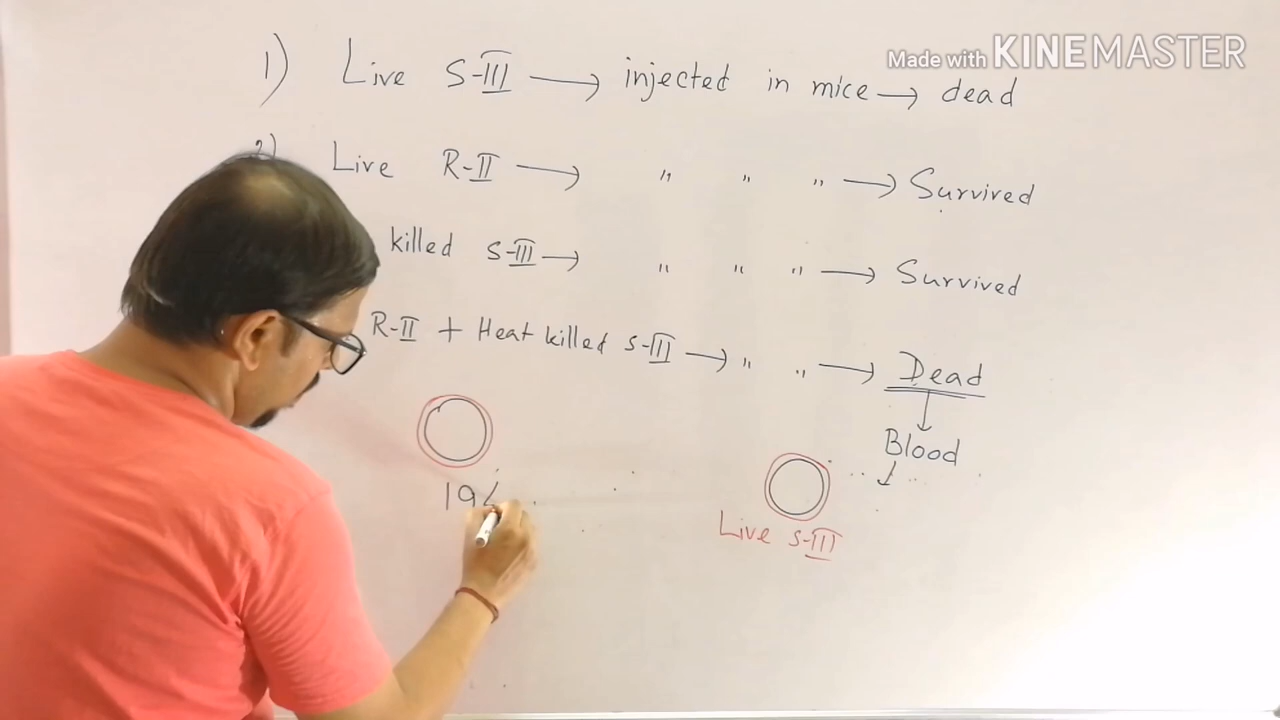 Made with KINEMASTER
1) Live S-III → injected in mice → dead
2) Live R-II → " " " → Survived
killed S-III → " " " → Survived
R-II + Heat killed S-III → " " → Dead
↓
Blood
194
Live S-III